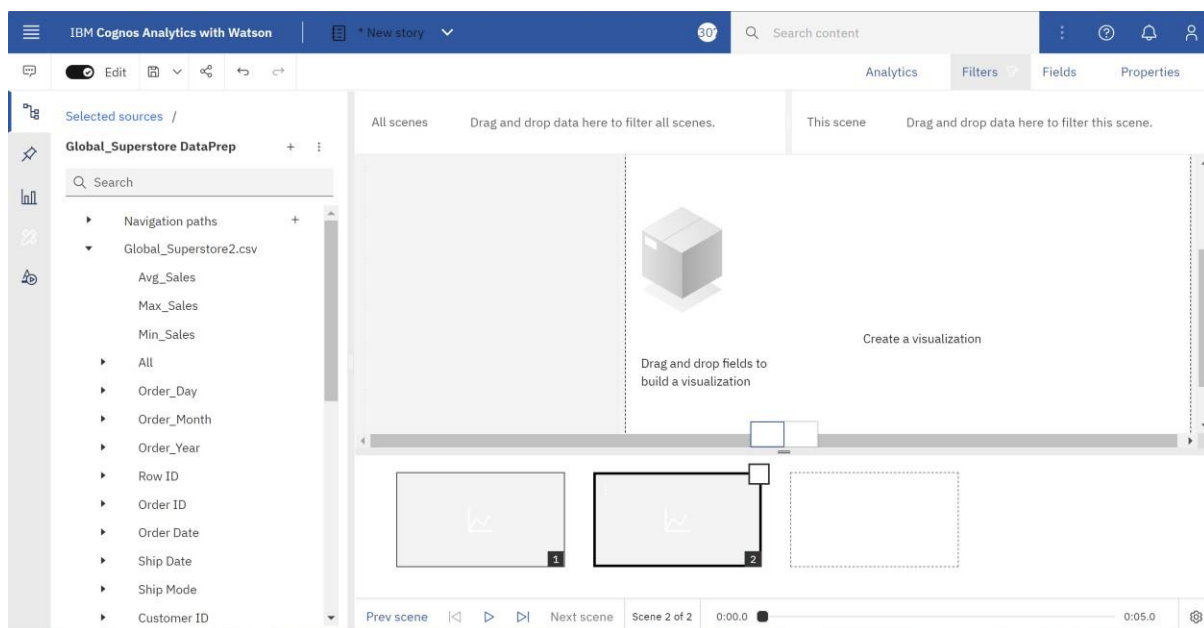 IBM Cognos Analytics with Watson
* New story
30?
Search content
Edit
Analytics
Filters
Fields
Properties
Selected sources /
Global_Superstore DataPrep
Search
Navigation paths
Global_Superstore2.csv
Avg_Sales
Max_Sales
Min_Sales
All
Order_Day
Order_Month
Order_Year
Row ID
Order ID
Order Date
Ship Date
Ship Mode
Customer ID
All scenes
Drag and drop data here to filter all scenes.
This scene
Drag and drop data here to filter this scene.
Drag and drop fields to
build a visualization
Create a visualization
1
2
Prev scene
Next scene
Scene 2 of 2
0:00.0
0:05.0